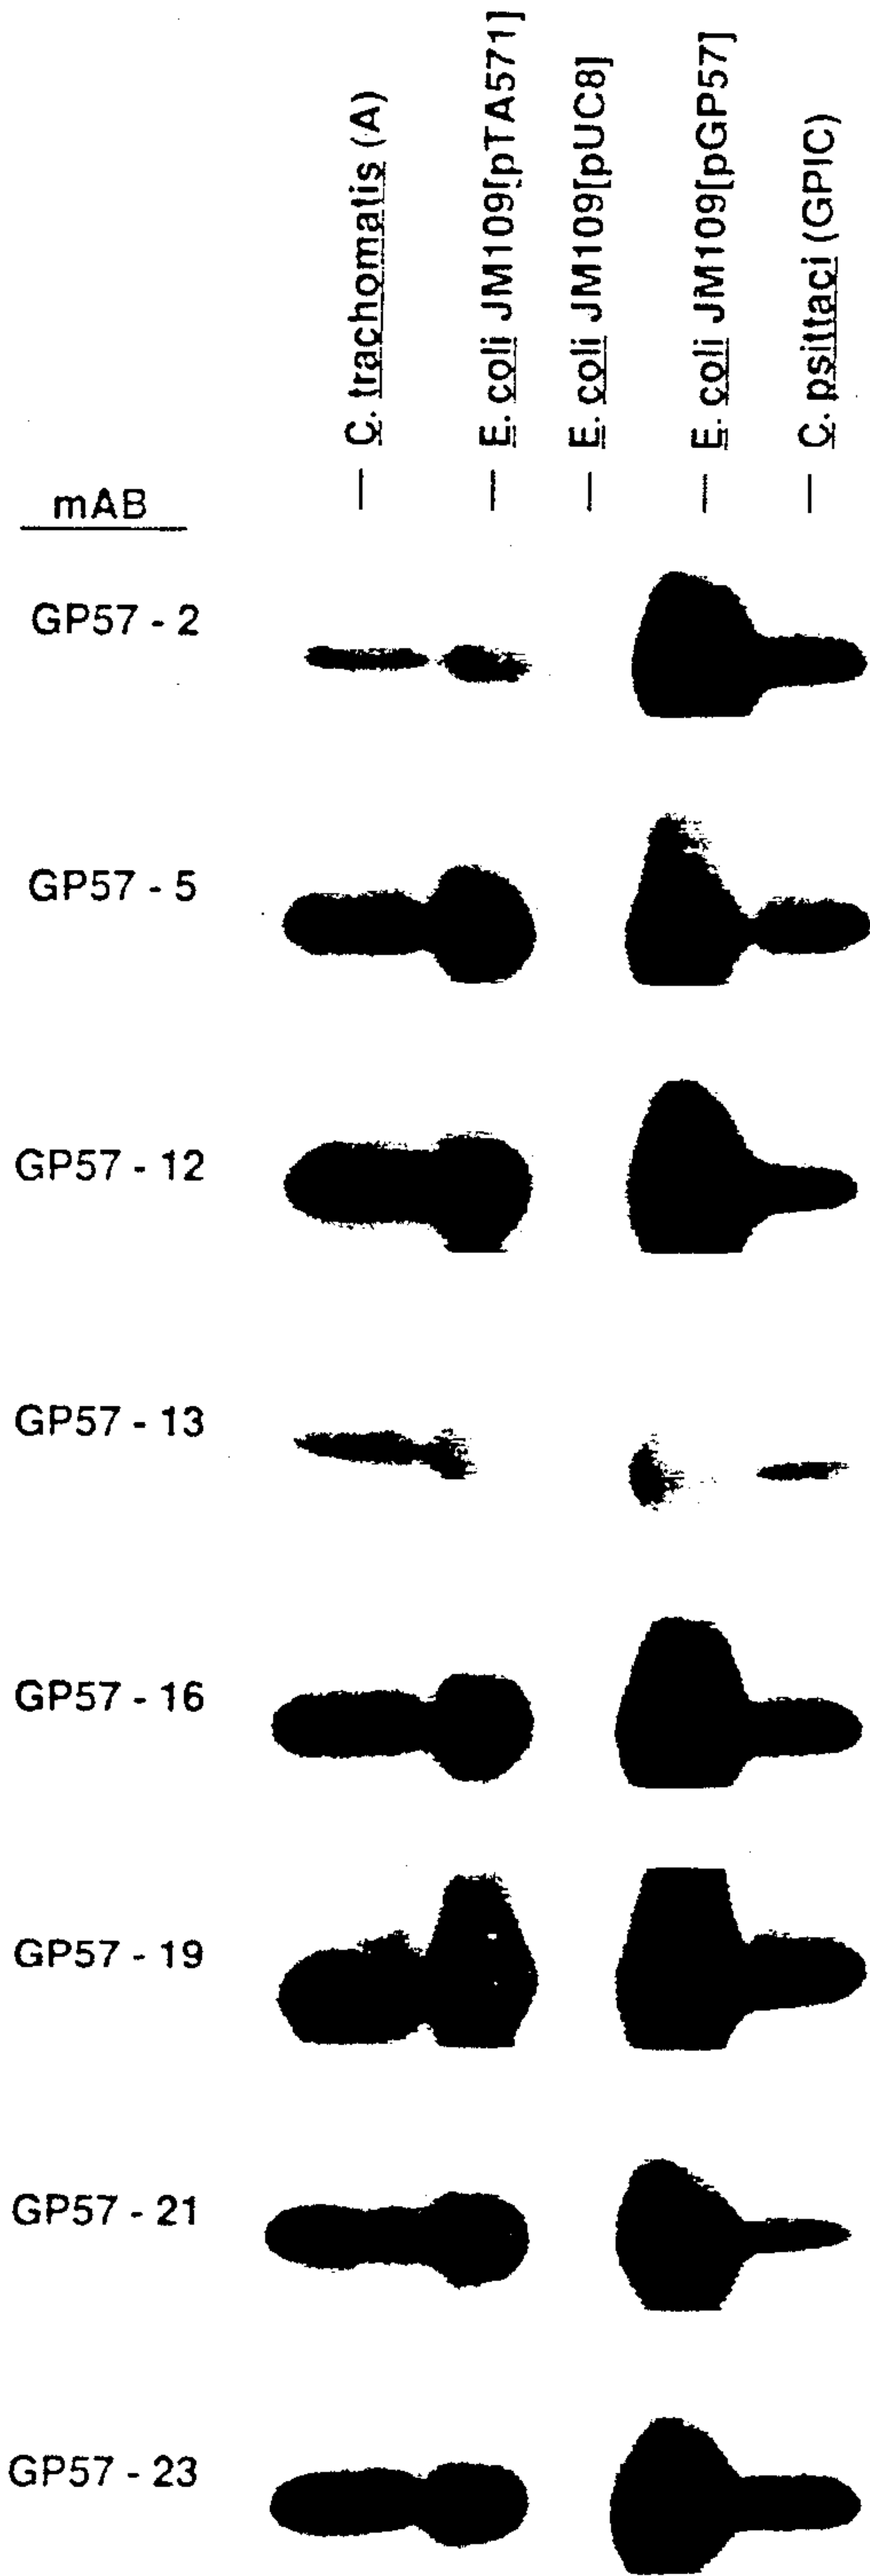 C. trachomatis (A)
E. coli JM109[pTA571]
E. coli JM109[pUC8]
E. coli JM109[pGP57]
C. psittaci (GPIC)
mAB
GP57 - 2
GP57 - 5
GP57 - 12
GP57 - 13
GP57 - 16
GP57 - 19
GP57 - 21
GP57 - 23